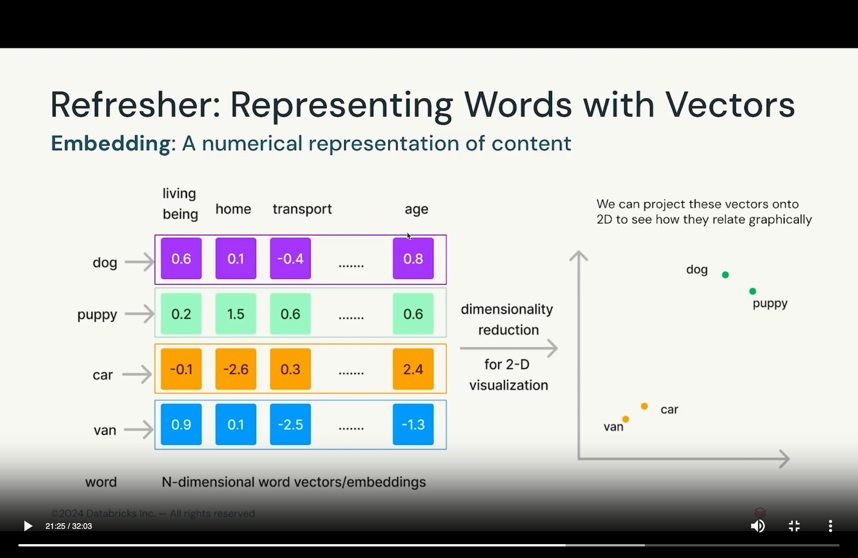 Refresher: Representing Words with Vectors
Embedding: A numerical representation of content
living
being
home
transport
age
We can project these vectors onto
2D to see how they relate graphically
dog
0.6
0.1
-0.4
.......
0.8
puppy
0.2
1.5
0.6
.......
0.6
car
-0.1
-2.6
0.3
.......
2.4
van
0.9
0.1
-2.5
.......
-1.3
word
N-dimensional word vectors/embeddings
dimensionality
reduction
for 2-D
visualization
dog
puppy
car
van
©2024 Databricks Inc. — All rights reserved
21:25 / 32:03